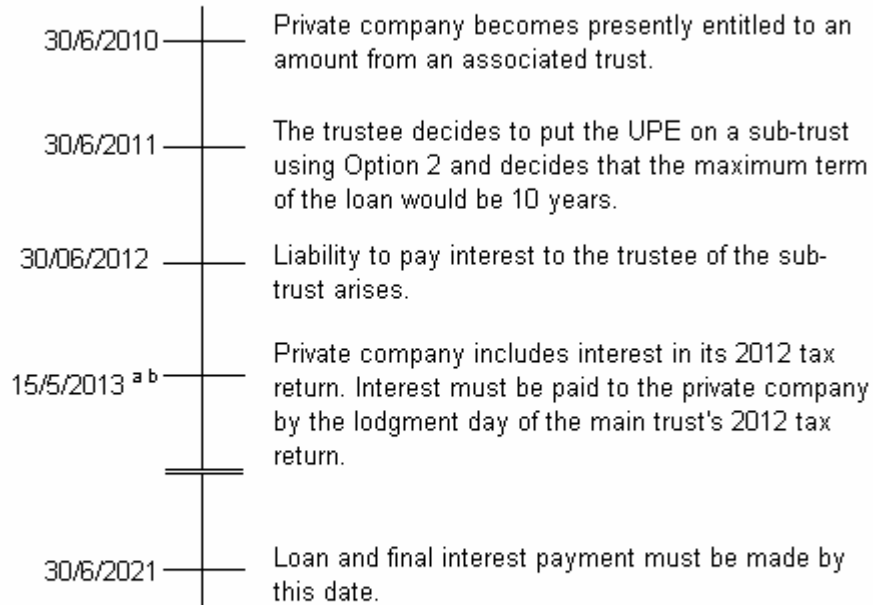 30/6/2010 Private company becomes presently entitled to an
amount from an associated trust.
30/6/2011 The trustee decides to put the UPE on a sub-trust
using Option 2 and decides that the maximum term
of the loan would be 10 years.
30/06/2012 Liability to pay interest to the trustee of the sub-
trust arises.
Private company includes interest in its 2012 tax
15/5/2013 a b return. Interest must be paid to the private company
by the lodgment day of the main trust's 2012 tax
return.
30/6/2021 Loan and final interest payment must be made by
this date.